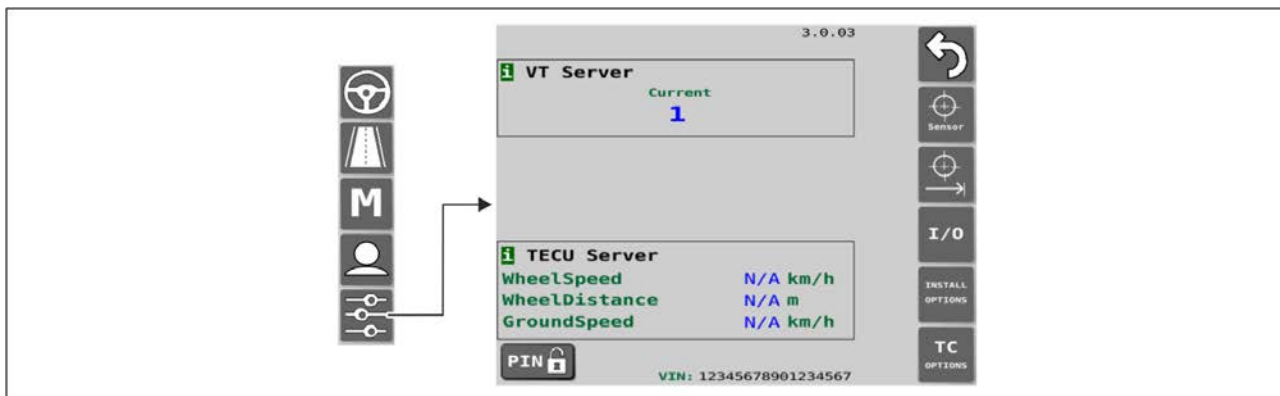 M
3.0.03
i VT Server
Current
1
i TECU Server
WheelSpeed N/A km/h
WheelDistance N/A m
GroundSpeed N/A km/h
PIN
VIN: 12345678901234567
Sensor
I/O
INSTALL
OPTIONS
TC
OPTIONS